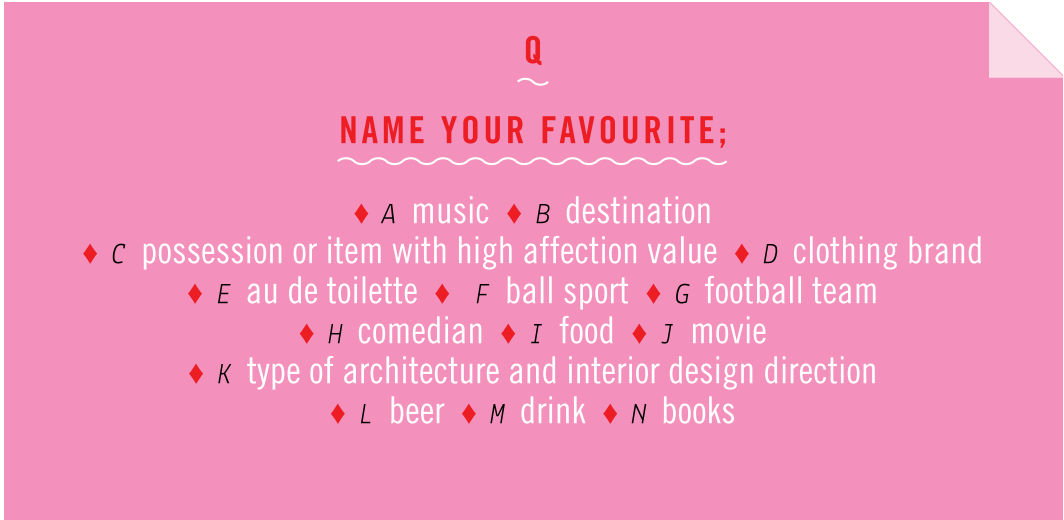 Q
NAME YOUR FAVOURITE;
♦ A music ♦ B destination
♦ C possession or item with high affection value ♦ D clothing brand
♦ E au de toilette ♦ F ball sport ♦ G football team
♦ H comedian ♦ I food ♦ J movie
♦ K type of architecture and interior design direction
♦ L beer ♦ M drink ♦ N books